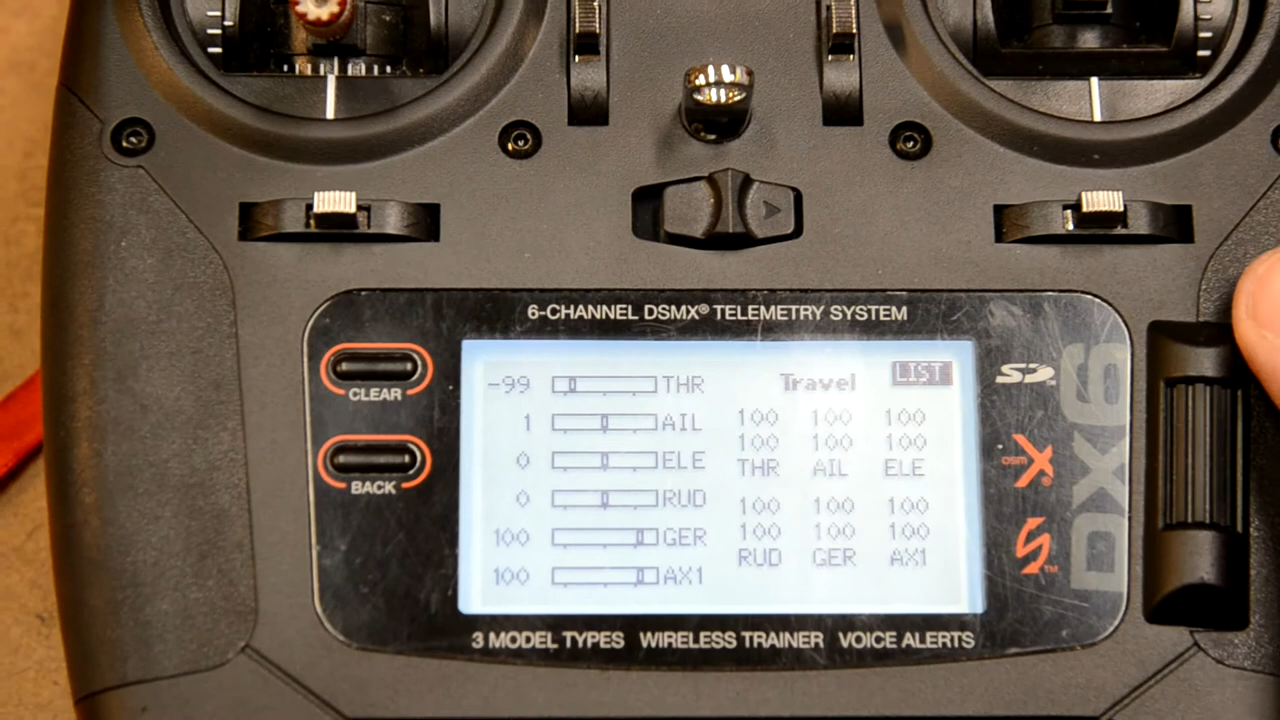 6-CHANNEL DSMX® TELEMETRY SYSTEM
CLEAR
BACK
-99 THR
1 AIL
0 ELE
0 RUD
100 GER
100 AX1
Travel LIST
100 100 100
100 100 100
THR AIL ELE
100 100 100
100 100 100
RUD GER AX1
SD
DSM X®
DX6
3 MODEL TYPES WIRELESS TRAINER VOICE ALERTS